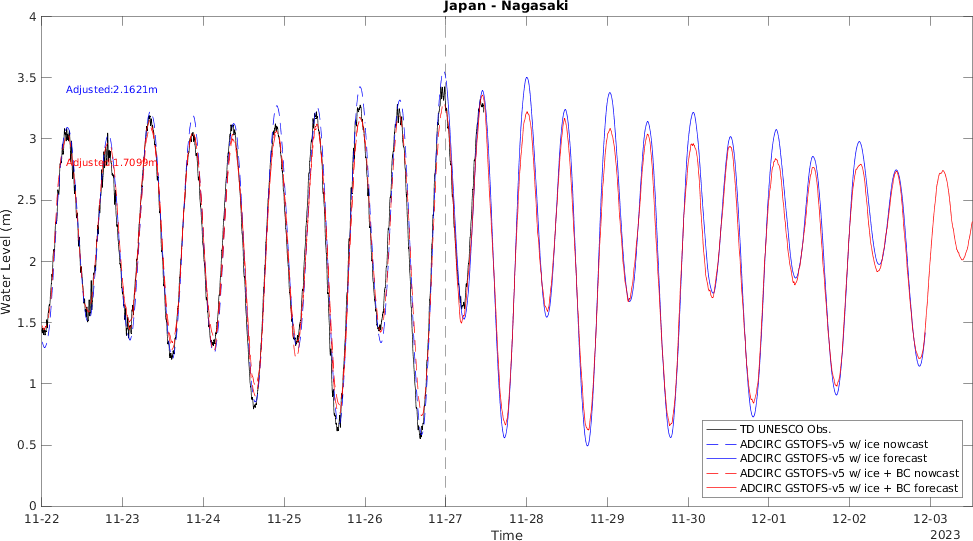 Japan - Nagasaki
4
3.5
3
2.5
2
1.5
1
0.5
0
Water Level (m)
Adjusted:2.1621m
Adjusted:1.7099m
TD UNESCO Obs.
ADCIRC GSTOFS-v5 w/ ice nowcast
ADCIRC GSTOFS-v5 w/ ice forecast
ADCIRC GSTOFS-v5 w/ ice + BC nowcast
ADCIRC GSTOFS-v5 w/ ice + BC forecast
11-22 11-23 11-24 11-25 11-26 11-27 11-28 11-29 11-30 12-01 12-02 12-03
Time
2023